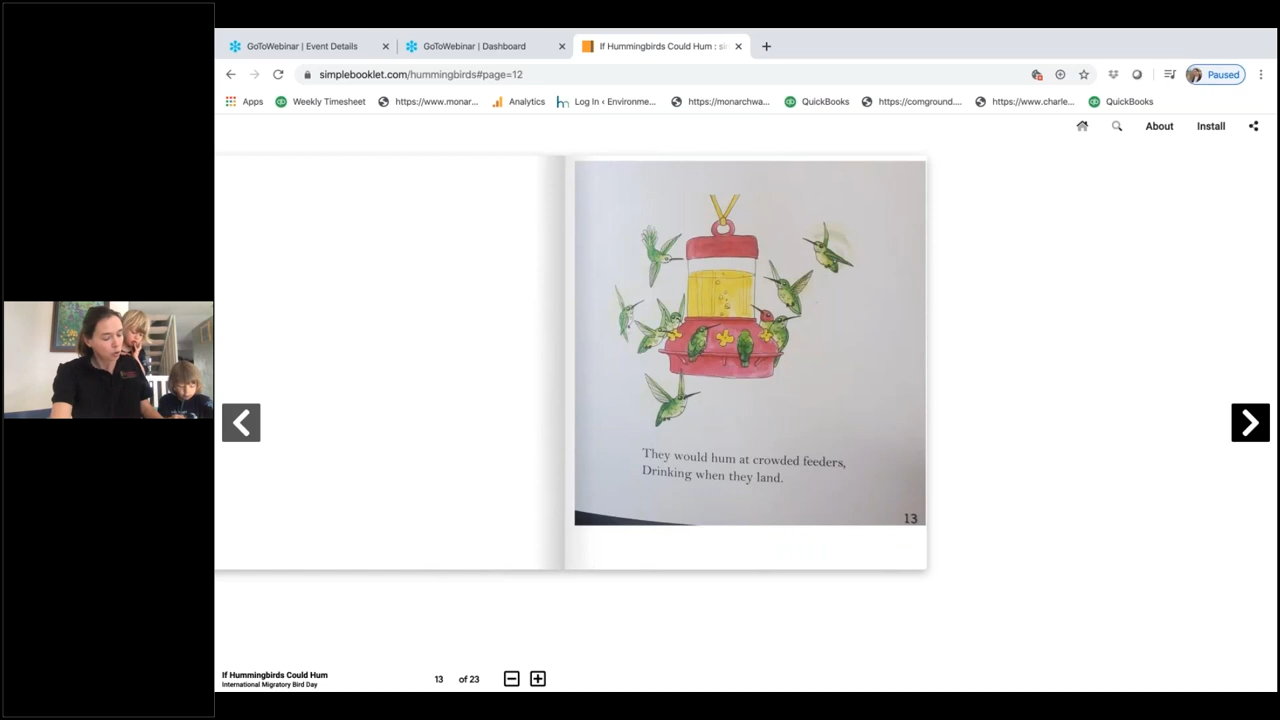 GoToWebinar | Event Details
GoToWebinar | Dashboard
If Hummingbirds Could Hum : si
simplebooklet.com/hummingbirds#page=12
Paused
Apps
Weekly Timesheet
https://www.monar...
Analytics
Log In ‹ Environme...
https://monarchwa...
QuickBooks
https://comground....
https://www.charle...
QuickBooks
About
Install
They would hum at crowded feeders,
Drinking when they land.
13
If Hummingbirds Could Hum
International Migratory Bird Day
13 of 23